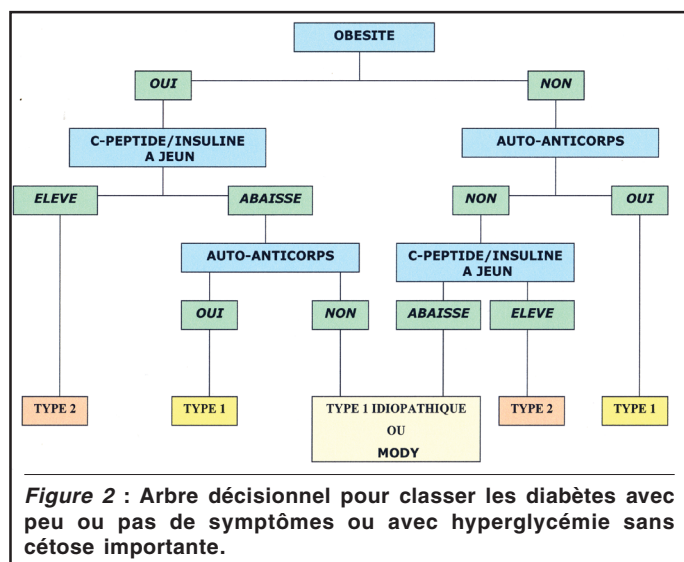 OBESITE
OUI
NON
C-PEPTIDE/INSULINE
A JEUN
AUTO-ANTICORPS
ELEVE
ABAISSE
NON
OUI
AUTO-ANTICORPS
C-PEPTIDE/INSULINE
A JEUN
OUI
NON
ABAISSE
ELEVE
TYPE 2
TYPE 1
TYPE 1 IDIOPATHIQUE
OU
MODY
TYPE 2
TYPE 1
Figure 2 : Arbre décisionnel pour classer les diabètes avec
peu ou pas de symptômes ou avec hyperglycémie sans
cétose importante.